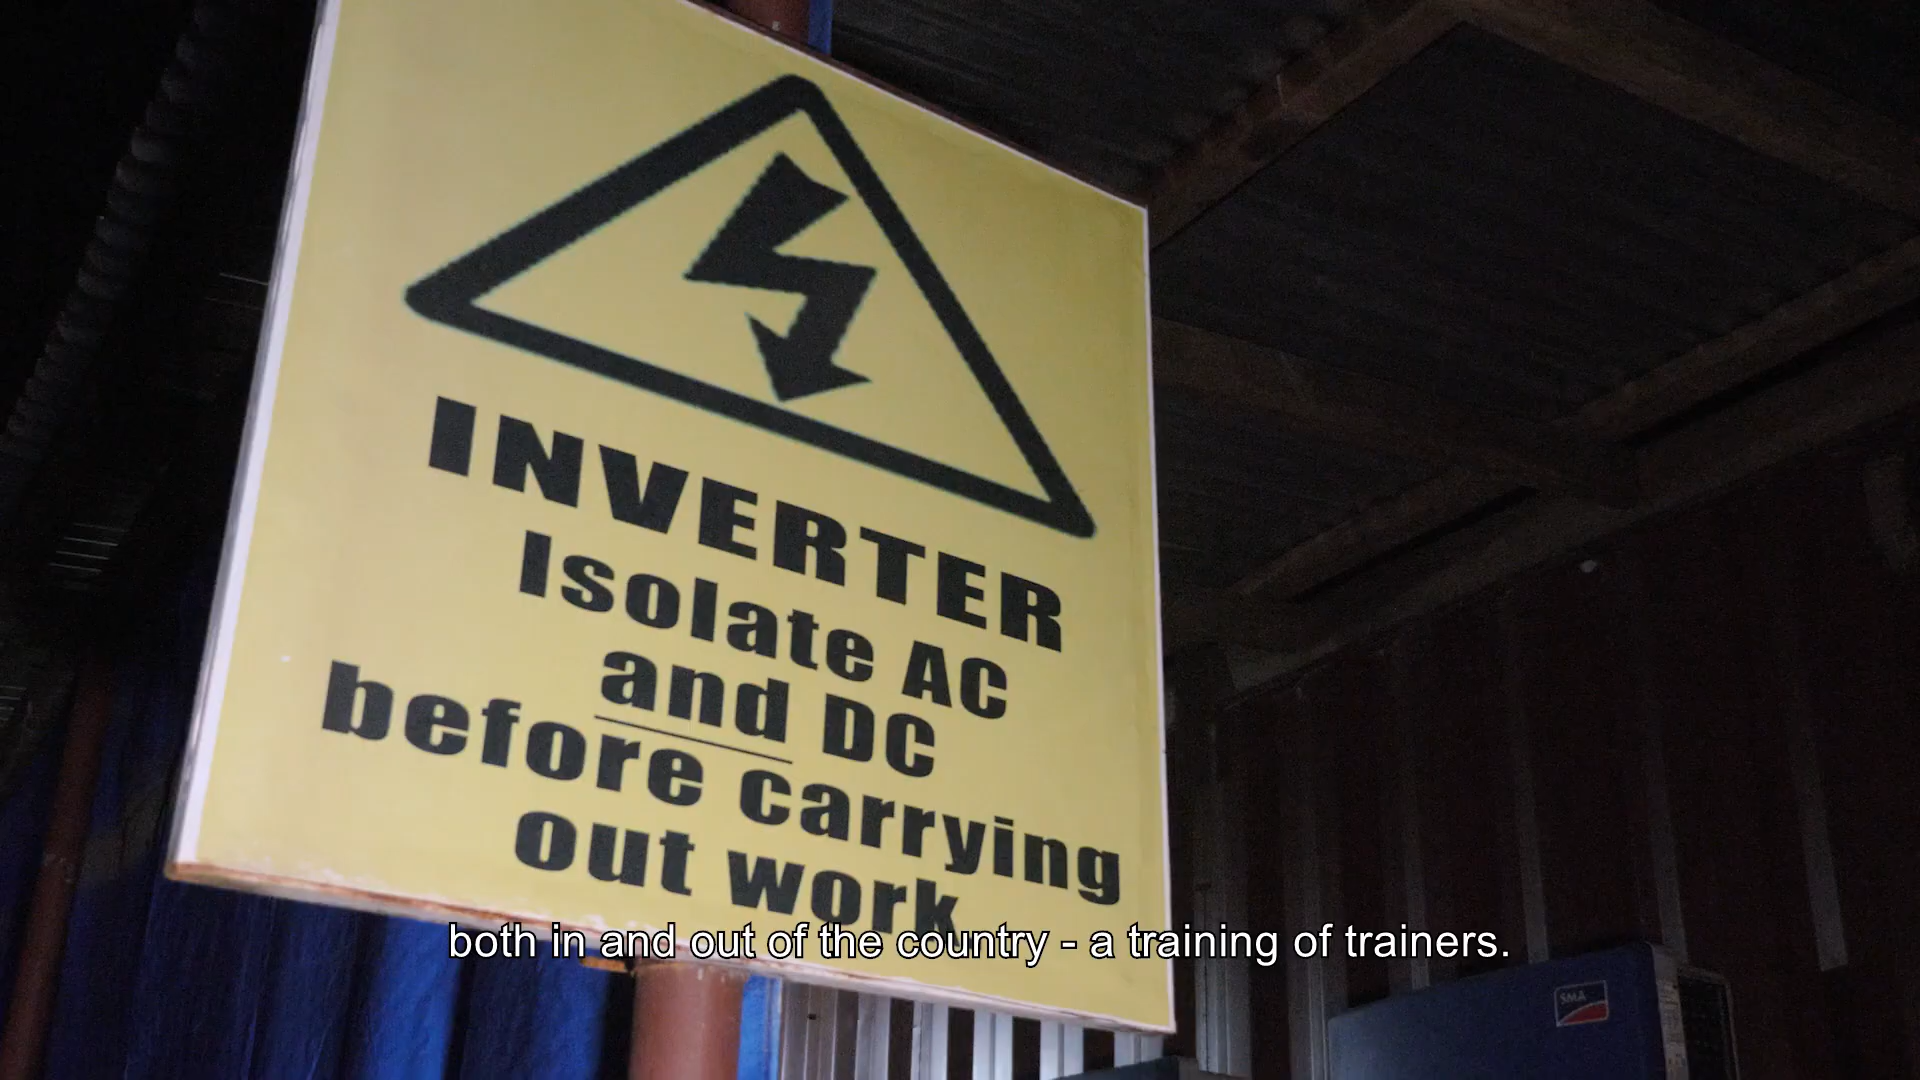 INVERTER
Isolate AC
and DC
before carrying
out work
both in and out of the country - a training of trainers.
SMA